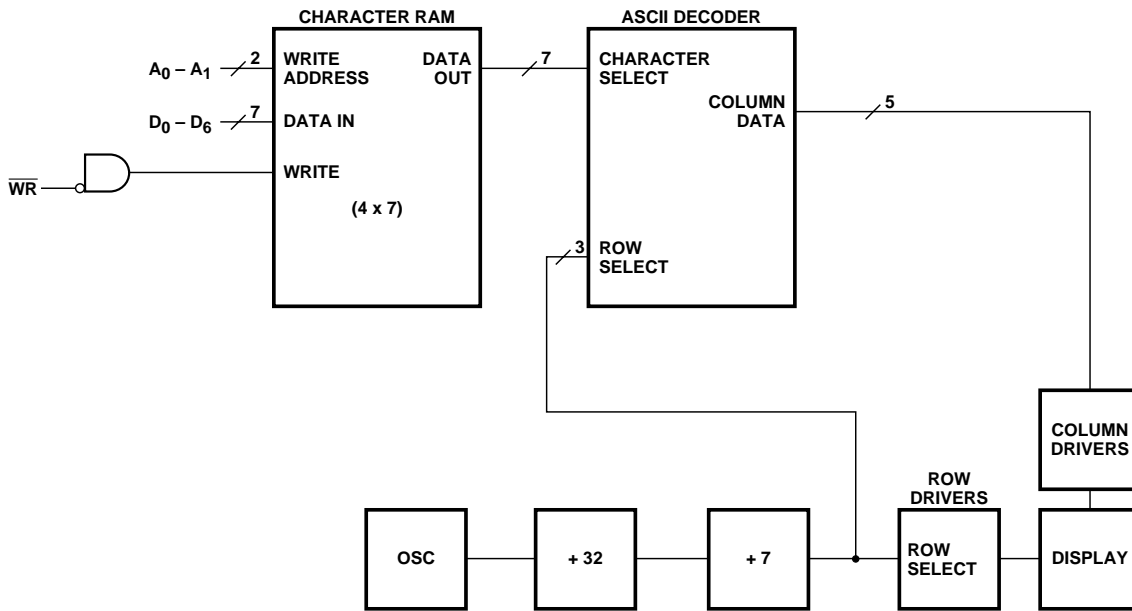 CHARACTER RAM
ASCII DECODER
A0 – A1
2
WRITE
ADDRESS
DATA
OUT
7
CHARACTER
SELECT
D0 – D6
7
DATA IN
COLUMN
DATA
5
W̅R̅
WRITE
(4 x 7)
3
ROW
SELECT
COLUMN
DRIVERS
ROW
DRIVERS
OSC
+ 32
+ 7
ROW
SELECT
DISPLAY